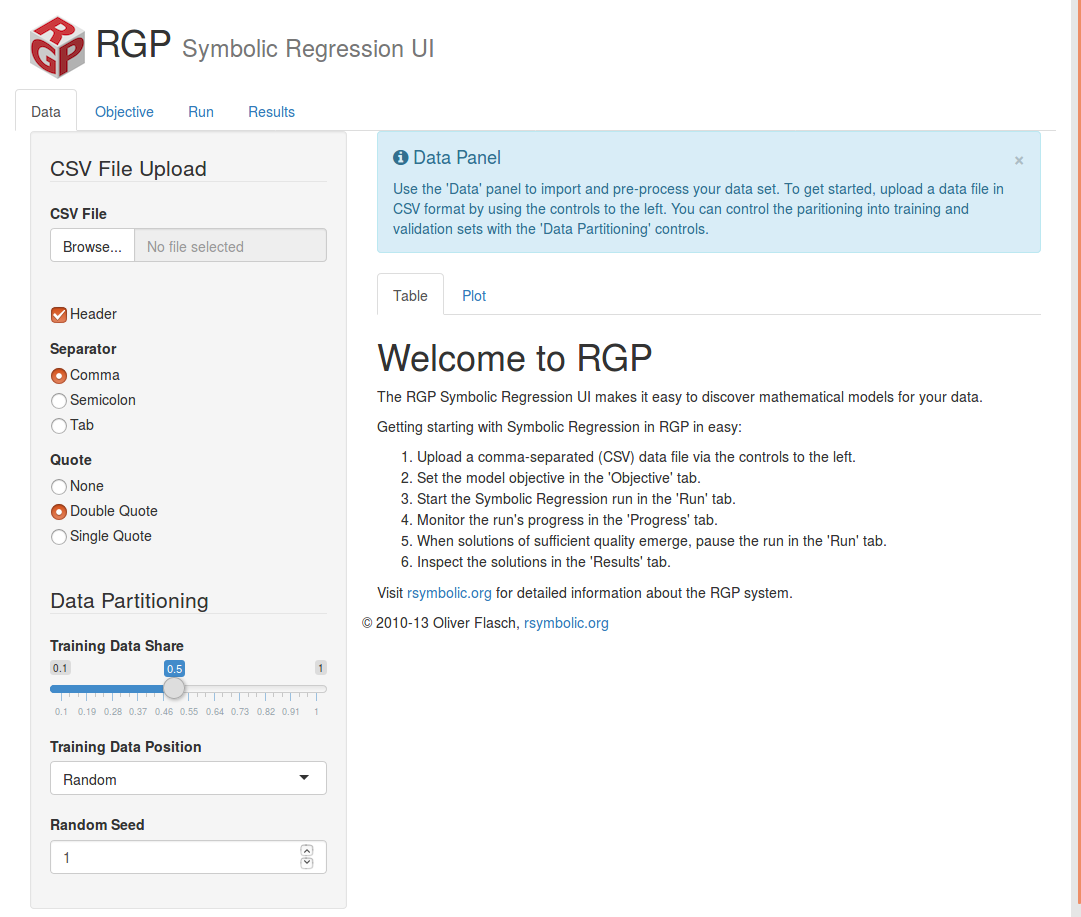 RGP
RGP Symbolic Regression UI
Data Objective Run Results
CSV File Upload
CSV File
Browse... No file selected
Header
Separator
Comma
Semicolon
Tab
Quote
None
Double Quote
Single Quote
Data Partitioning
Training Data Share
0.1 0.5 1
0.1 0.19 0.28 0.37 0.46 0.55 0.64 0.73 0.82 0.91 1
Training Data Position
Random
Random Seed
1
Data Panel ×
Use the 'Data' panel to import and pre-process your data set. To get started, upload a data file in
CSV format by using the controls to the left. You can control the paritioning into training and
validation sets with the 'Data Partitioning' controls.
Table Plot
Welcome to RGP
The RGP Symbolic Regression UI makes it easy to discover mathematical models for your data.
Getting starting with Symbolic Regression in RGP in easy:
1. Upload a comma-separated (CSV) data file via the controls to the left.
2. Set the model objective in the 'Objective' tab.
3. Start the Symbolic Regression run in the 'Run' tab.
4. Monitor the run's progress in the 'Progress' tab.
5. When solutions of sufficient quality emerge, pause the run in the 'Run' tab.
6. Inspect the solutions in the 'Results' tab.
Visit rsymbolic.org for detailed information about the RGP system.
© 2010-13 Oliver Flasch, rsymbolic.org